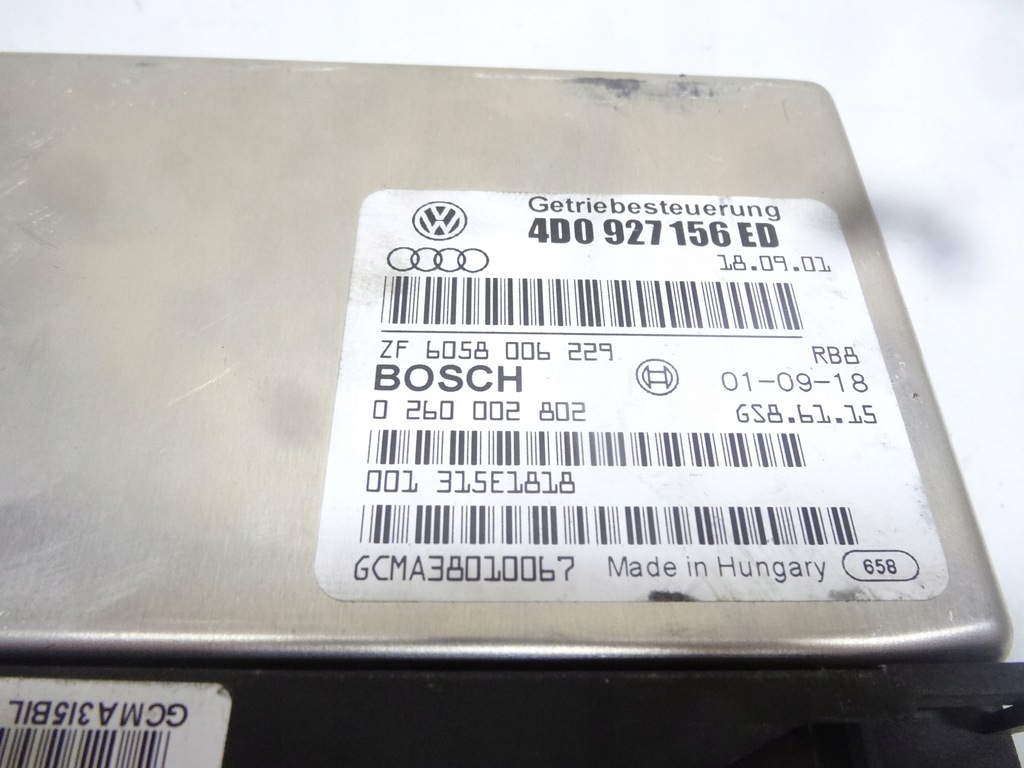 Getriebesteuerung
4D0 927 156 ED
18.09.01
ZF 6058 006 229 RB8
BOSCH 01-09-18
0 260 002 802 GS8.61.15
001 315E1818
GCMA38010067 Made in Hungary 658
GCMA315BIL